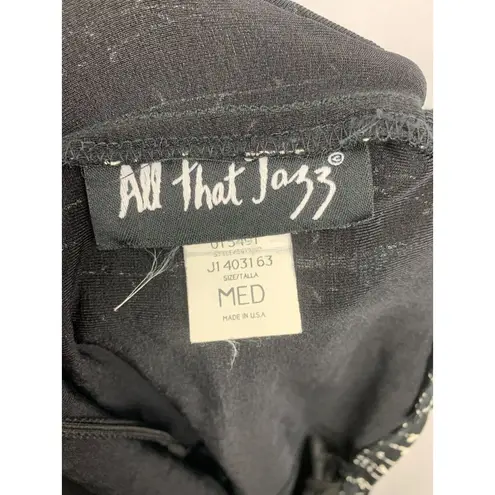 All That Jazz ©
J1403163
SIZE/TALLA
MED
MADE IN U.S.A.